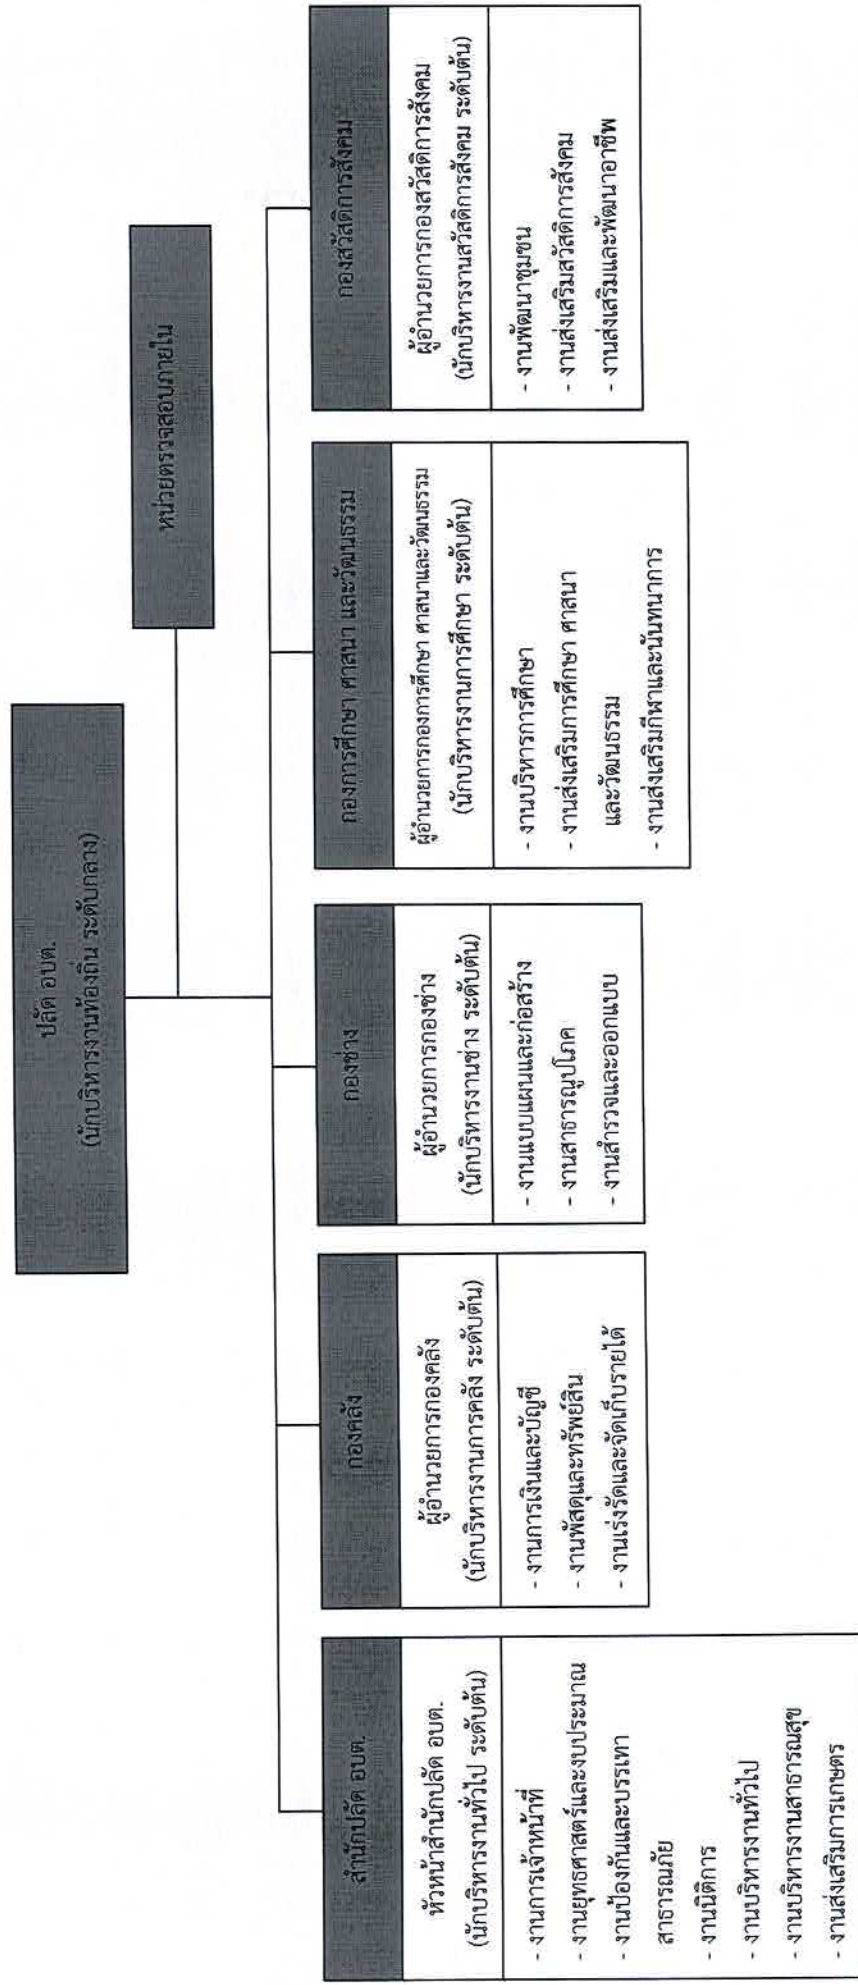 ปลัด อบต.
(นักบริหารงานท้องถิ่น ระดับกลาง)
หน่วยตรวจสอบภายใน
สำนักปลัด อบต.
หัวหน้าสำนักปลัด อบต.
(นักบริหารงานทั่วไป ระดับต้น)
- งานการเจ้าหน้าที่
- งานยุทธศาสตร์และงบประมาณ
- งานป้องกันและบรรเทา
สาธารณภัย
- งานนิติการ
- งานบริหารงานทั่วไป
- งานบริหารงานสาธารณสุข
- งานส่งเสริมการเกษตร
กองคลัง
ผู้อำนวยการกองคลัง
(นักบริหารงานการคลัง ระดับต้น)
- งานการเงินและบัญชี
- งานพัสดุและทรัพย์สิน
- งานเร่งรัดและจัดเก็บรายได้
กองช่าง
ผู้อำนวยการกองช่าง
(นักบริหารงานช่าง ระดับต้น)
- งานแบบแผนและก่อสร้าง
- งานสาธารณูปโภค
- งานสำรวจและออกแบบ
กองการศึกษา ศาสนา และวัฒนธรรม
ผู้อำนวยการกองการศึกษา ศาสนาและวัฒนธรรม
(นักบริหารงานการศึกษา ระดับต้น)
- งานบริหารการศึกษา
- งานส่งเสริมการศึกษา ศาสนา
และวัฒนธรรม
- งานส่งเสริมกีฬาและนันทนาการ
กองสวัสดิการสังคม
ผู้อำนวยการกองสวัสดิการสังคม
(นักบริหารงานสวัสดิการสังคม ระดับต้น)
- งานพัฒนาชุมชน
- งานส่งเสริมสวัสดิการสังคม
- งานส่งเสริมและพัฒนาอาชีพ